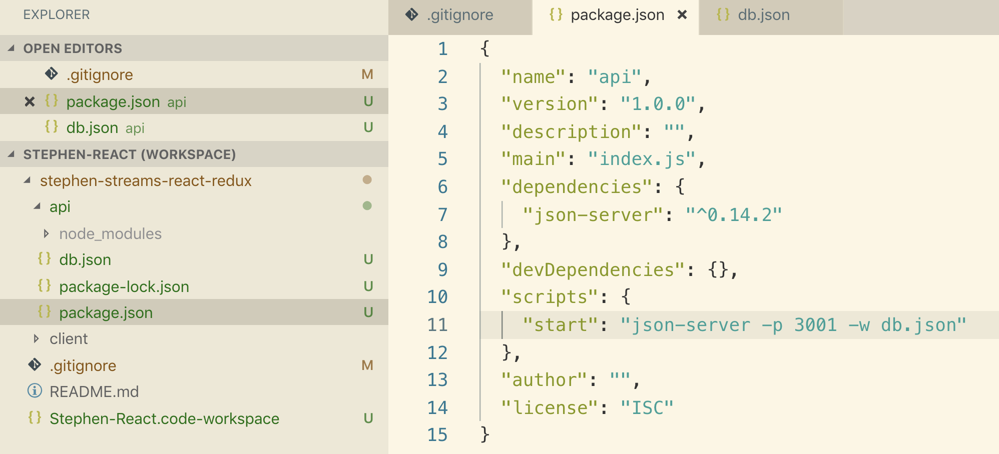 EXPLORER
OPEN EDITORS
.gitignore M
package.json api U
db.json api U
STEPHEN-REACT (WORKSPACE)
stephen-streams-react-redux
api
node_modules
db.json U
package-lock.json U
package.json U
client
.gitignore M
README.md
Stephen-React.code-workspace U
.gitignore package.json db.json
1 {
2 "name": "api",
3 "version": "1.0.0",
4 "description": "",
5 "main": "index.js",
6 "dependencies": {
7 "json-server": "^0.14.2"
8 },
9 "devDependencies": {},
10 "scripts": {
11 "start": "json-server -p 3001 -w db.json"
12 },
13 "author": "",
14 "license": "ISC"
15 }